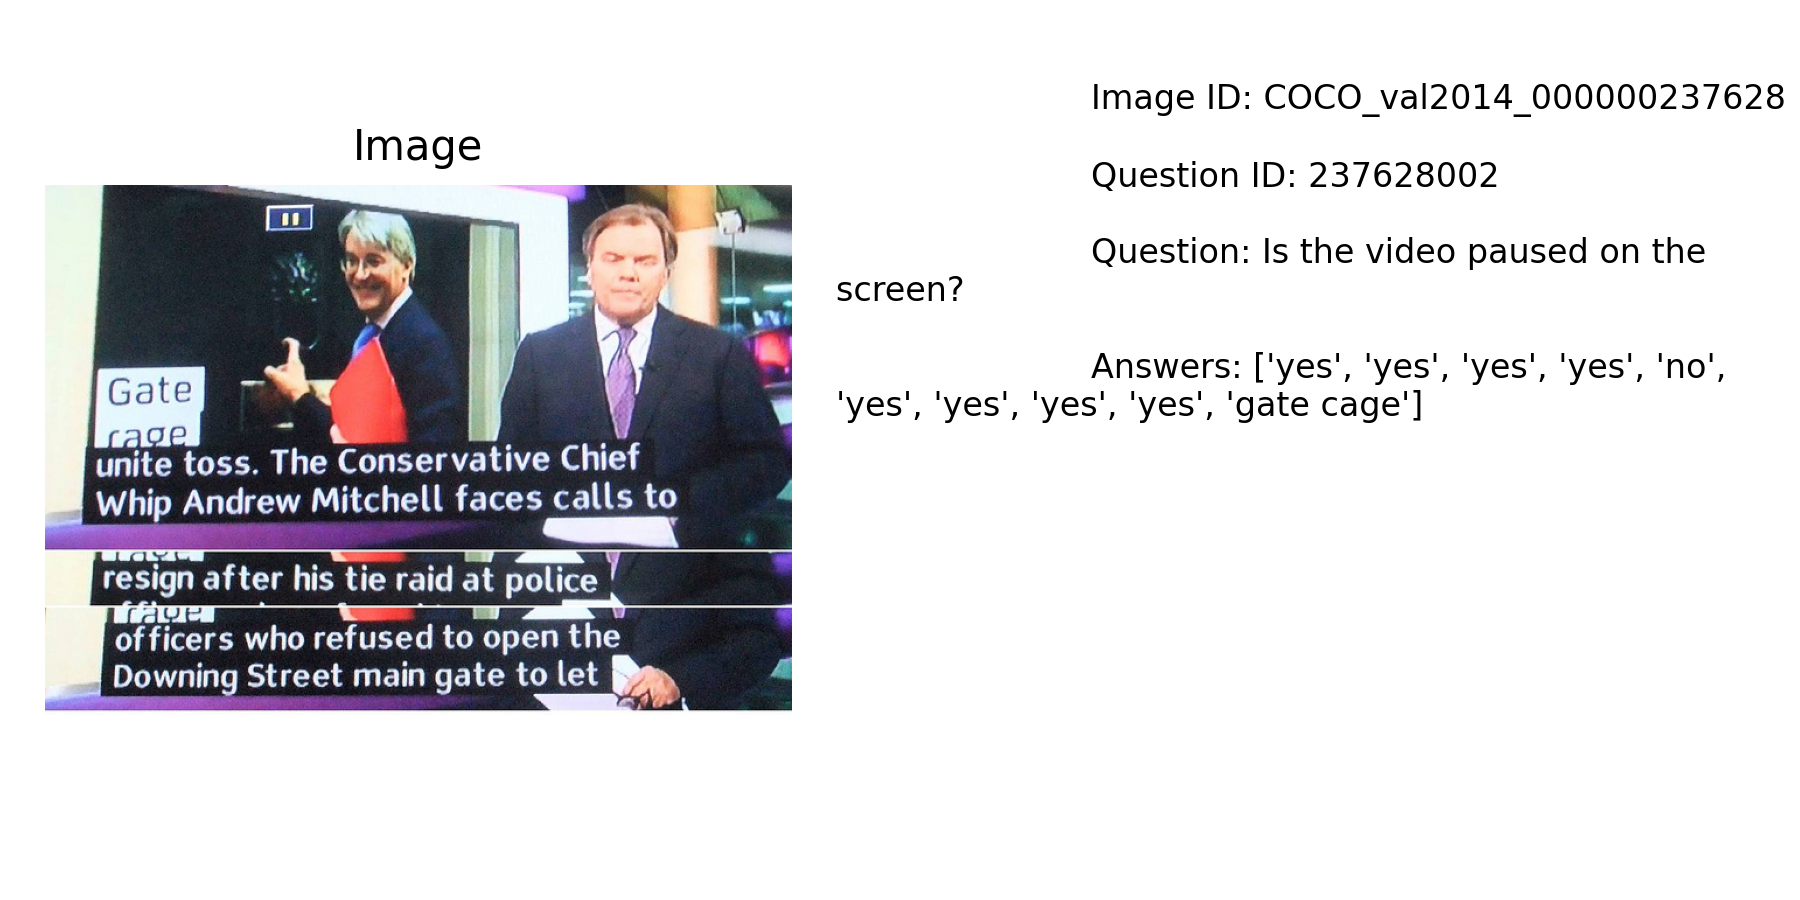 Image
Gate
rage
unite toss. The Conservative Chief
Whip Andrew Mitchell faces calls to
rage
resign after his tie raid at police
rage
officers who refused to open the
Downing Street main gate to let
Image ID: COCO_val2014_000000237628
Question ID: 237628002
Question: Is the video paused on the
screen?
Answers: ['yes', 'yes', 'yes', 'yes', 'no',
'yes', 'yes', 'yes', 'yes', 'gate cage']